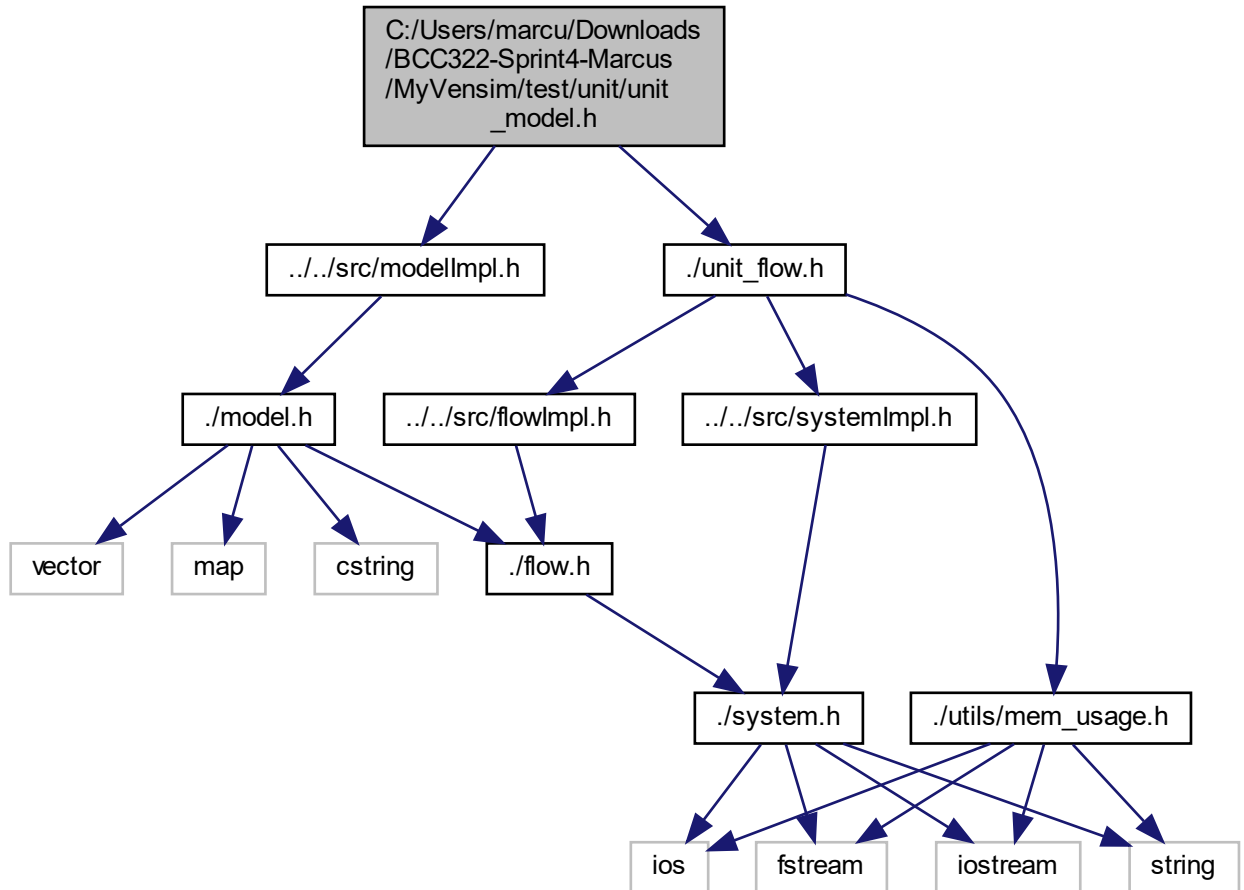 C:/Users/marcu/Downloads
/BCC322-Sprint4-Marcus
/MyVensim/test/unit/unit
_model.h
../../src/modelImpl.h
./unit_flow.h
./model.h
../../src/flowImpl.h
../../src/systemImpl.h
vector
map
cstring
./flow.h
./system.h
./utils/mem_usage.h
ios
fstream
iostream
string